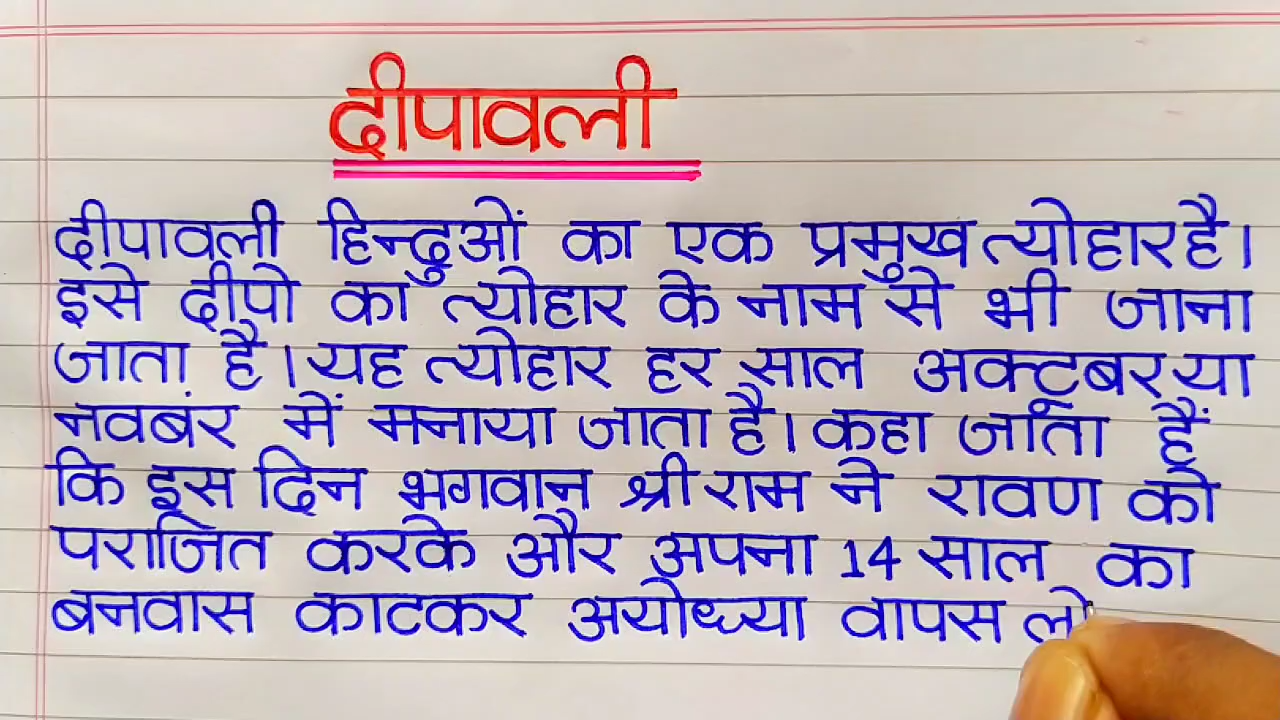 दीपावली
दीपावली हिन्दुओं का एक प्रमुख त्योहार है।
इसे दीपो का त्योहार के नाम से भी जाना
जाता है। यह त्योहार हर साल अक्टूबर या
नवबंर में मनाया जाता है। कहा जाता हैं
कि इस दिन भगवान श्री राम ने रावण को
पराजित करके और अपना 14 साल का
बनवास काटकर अयोध्या वापस